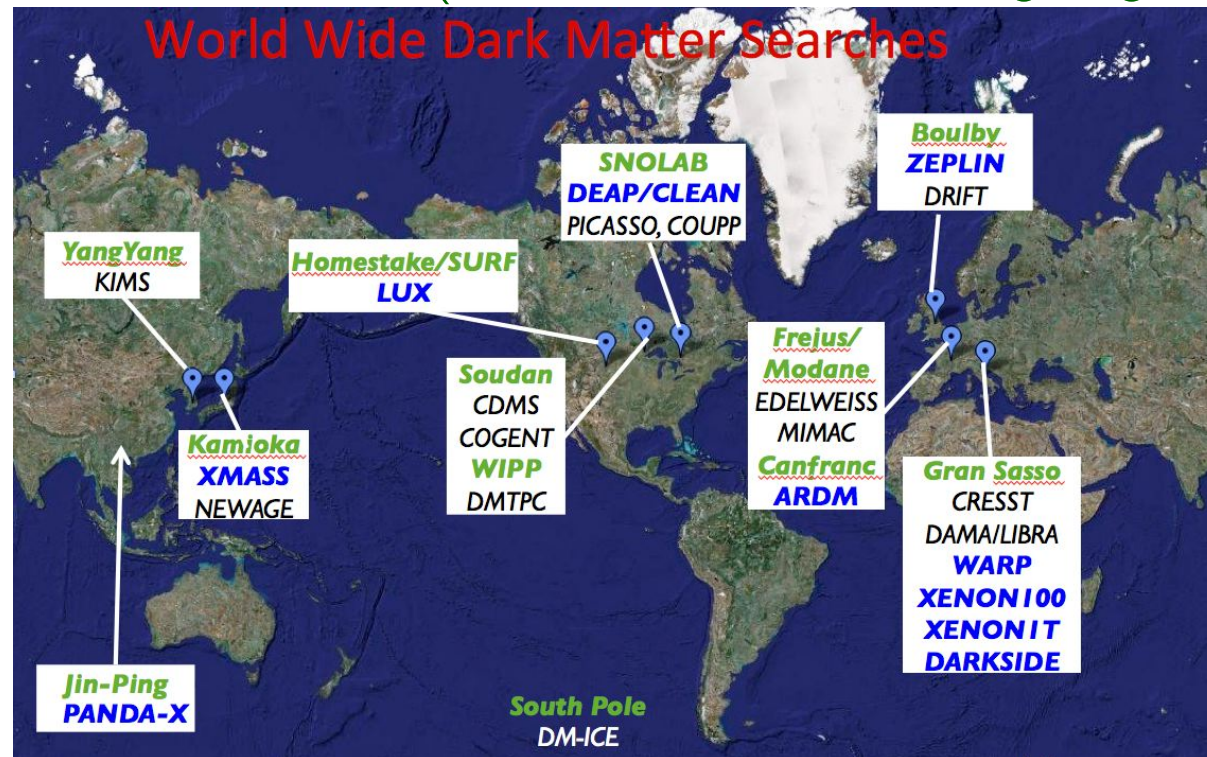 World Wide Dark Matter Searches
SNOLAB
DEAP/CLEAN
PICASSO, COUPP
Boulby
ZEPLIN
DRIFT
YangYang
KIMS
Homestake/SURF
LUX
Kamioka
XMASS
NEWAGE
Soudan
CDMS
COGENT
WIPP
DMTPC
Frejus/
Modane
EDELWEISS
MIMAC
Canfranc
ARDM
Gran Sasso
CRESST
DAMA/LIBRA
WARP
XENON100
XENON1T
DARKSIDE
Jin-Ping
PANDA-X
South Pole
DM-ICE